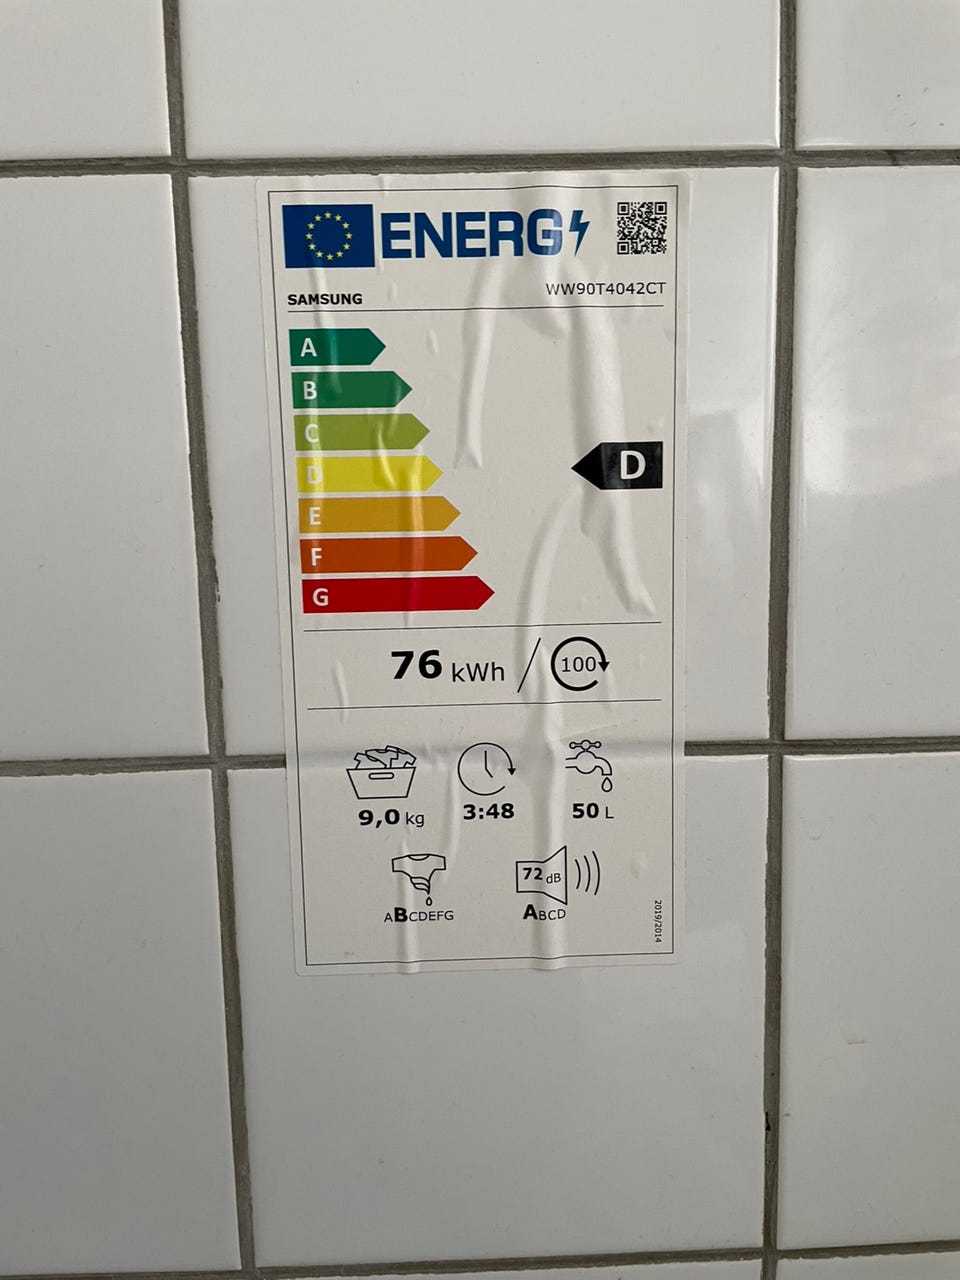 ENERG
SAMSUNG
WW90T4042CT
A
B
C
D
D
E
F
G
76 kWh / 100
9,0 kg
3:48
50 L
72 dB
ABCDEFG
ABCD
2019/2014